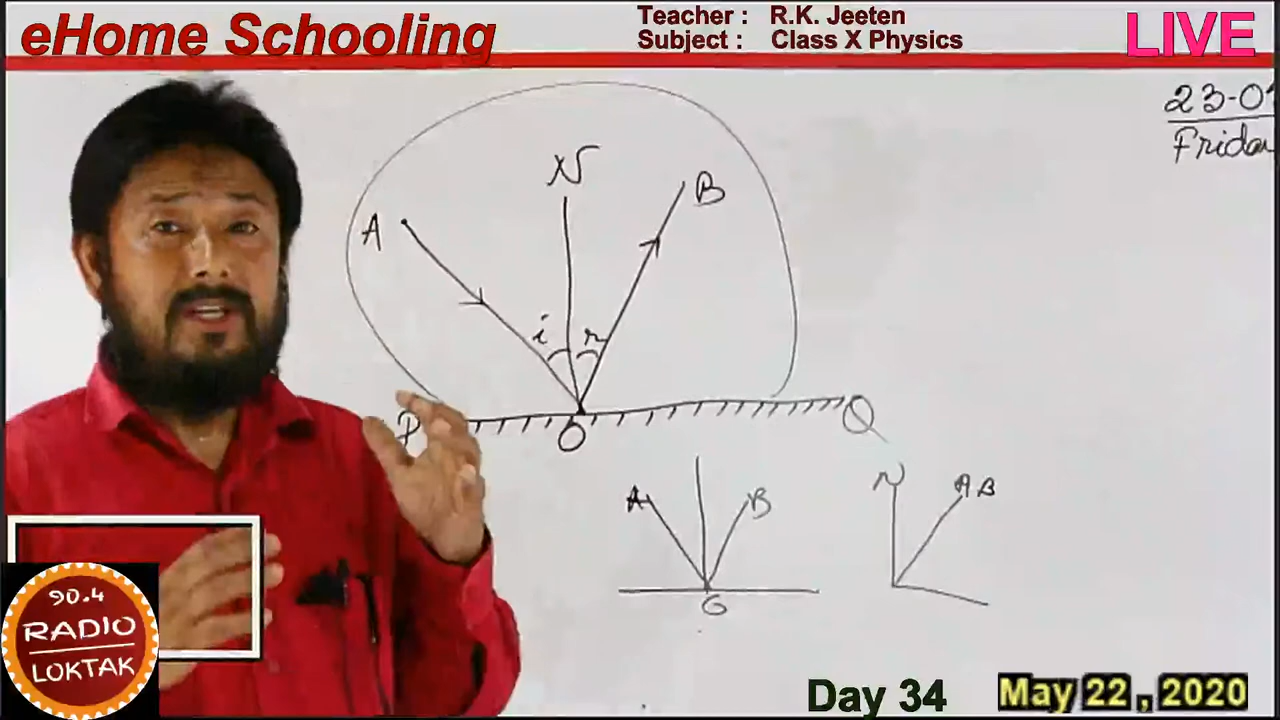 eHome Schooling
Teacher : R.K. Jeeten
Subject : Class X Physics
LIVE
23-0
Frida
N
A
B
i
r
P
O
Q
A
B
O
N
A B
90.4
RADIO
LOKTAK
Day 34
May 22 , 2020